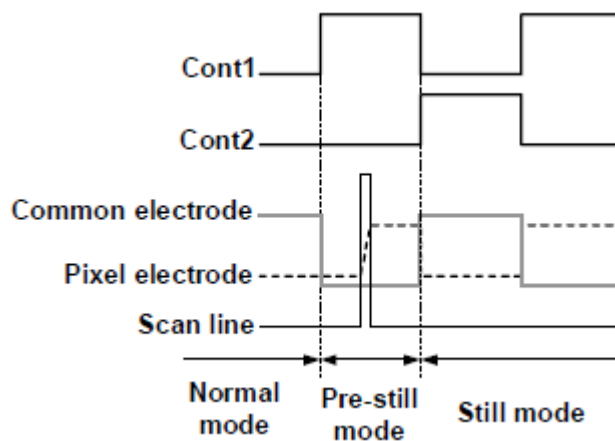 Cont1
Cont2
Common electrode
Pixel electrode
Scan line
Normal mode
Pre-still mode
Still mode